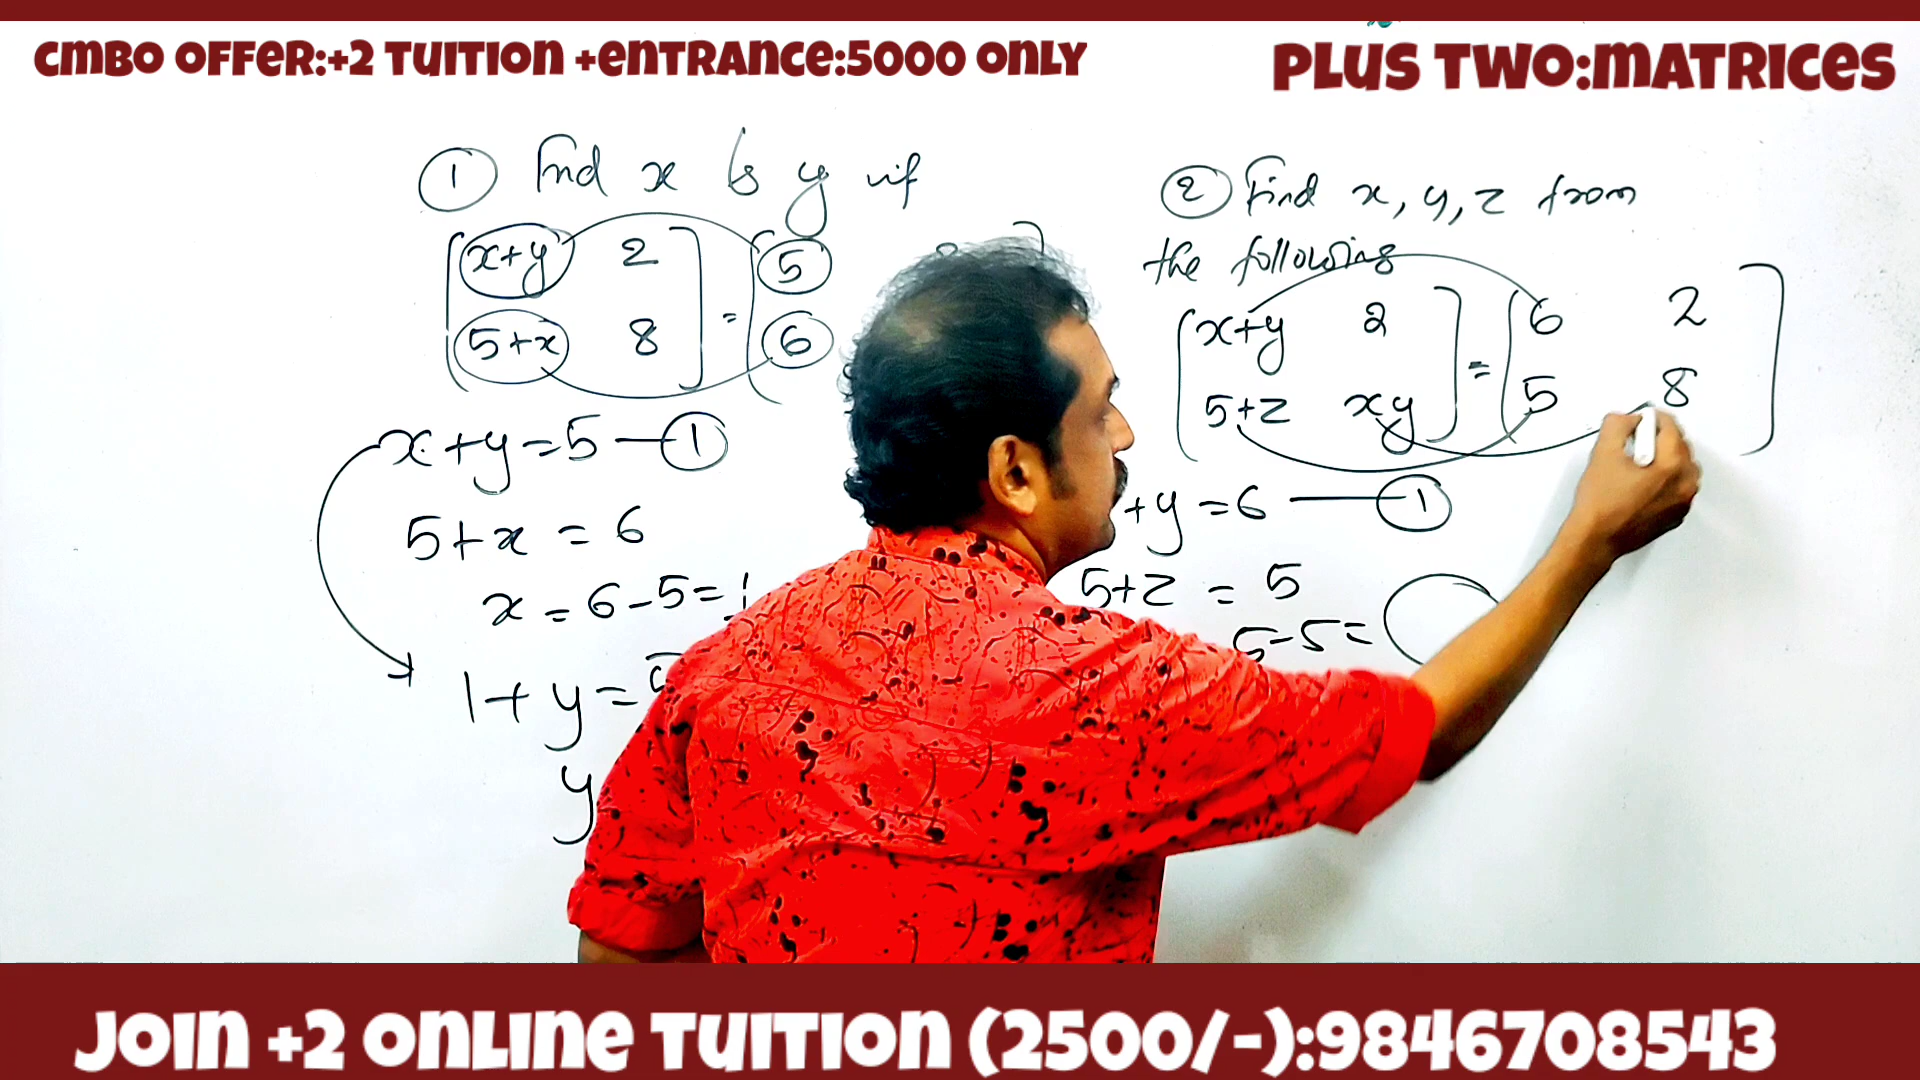 CMBO OFFER:+2 TUITION +ENTRANCE:5000 ONLY
PLUS TWO:MATRICES
① Find x & y if
[x+y 2] = [5
[5+x 8] [6
x+y=5 — ①
5+x = 6
x = 6-5=1
1+y=
y
② Find x, y, z from
the following
[x+y 2] = [6 2]
[5+z xy] [5 8]
+y =6 — ①
5+z = 5
5-5=
JOIN +2 ONLINE TUITION (2500/-):9846708543